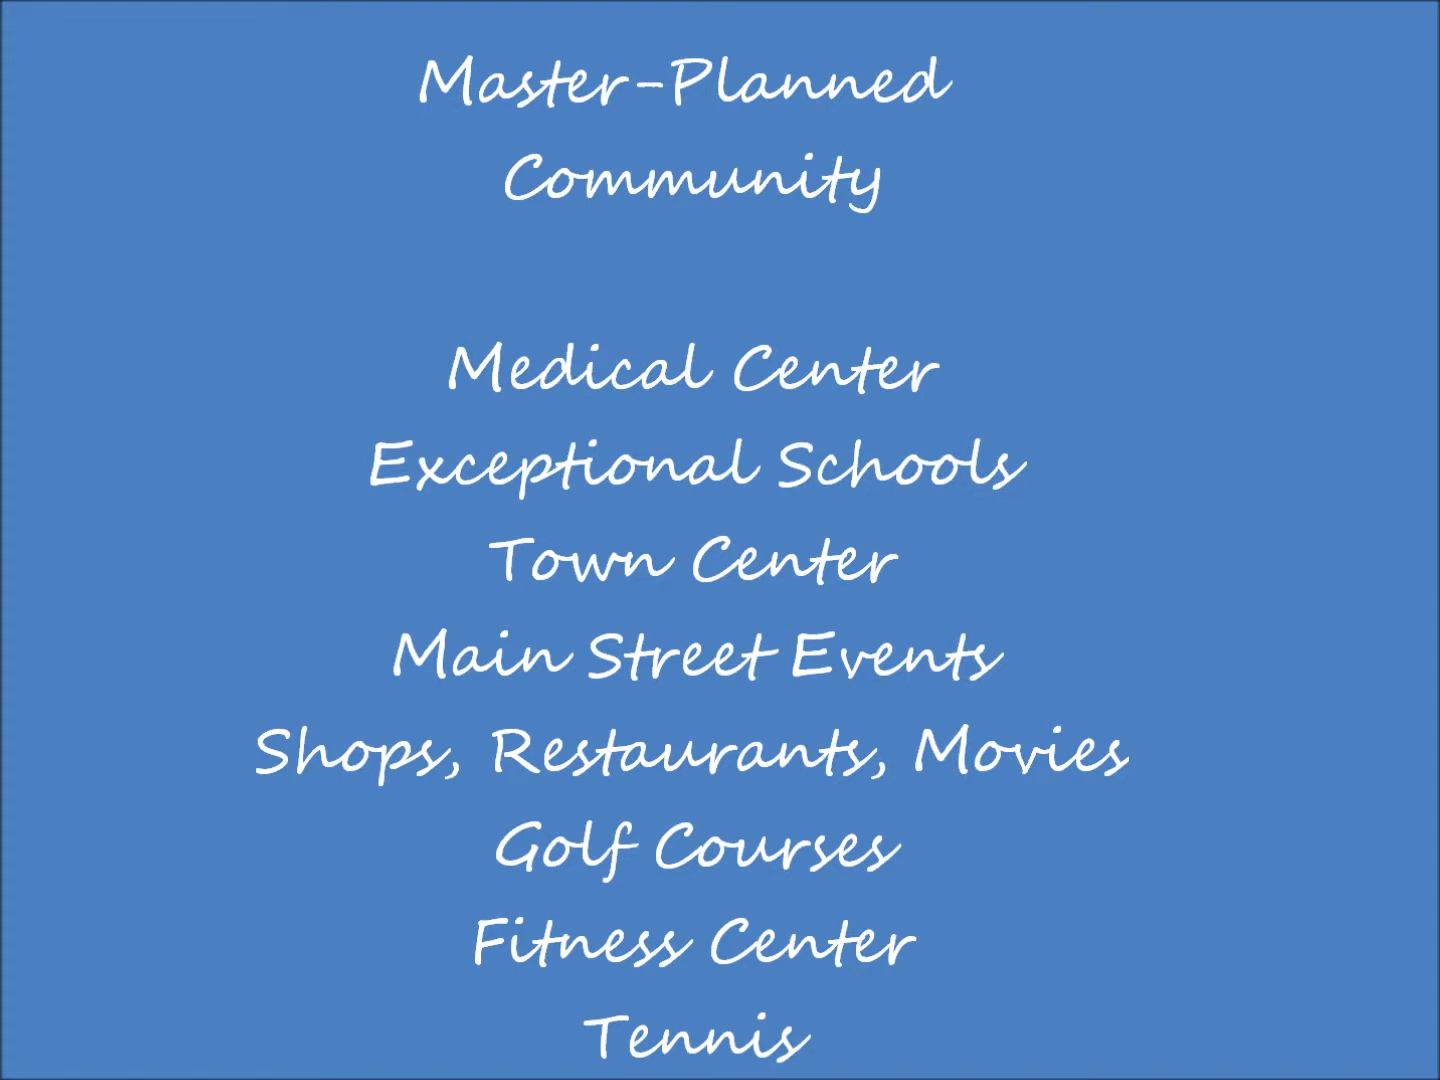 Master-Planned
Community
Medical Center
Exceptional Schools
Town Center
Main Street Events
Shops, Restaurants, Movies
Golf Courses
Fitness Center
Tennis